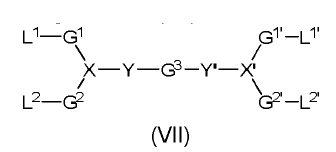 L¹—G¹ G¹'—L¹'
X—Y—G³—Y'—X'
L²—G² G²'—L²'
(VII)